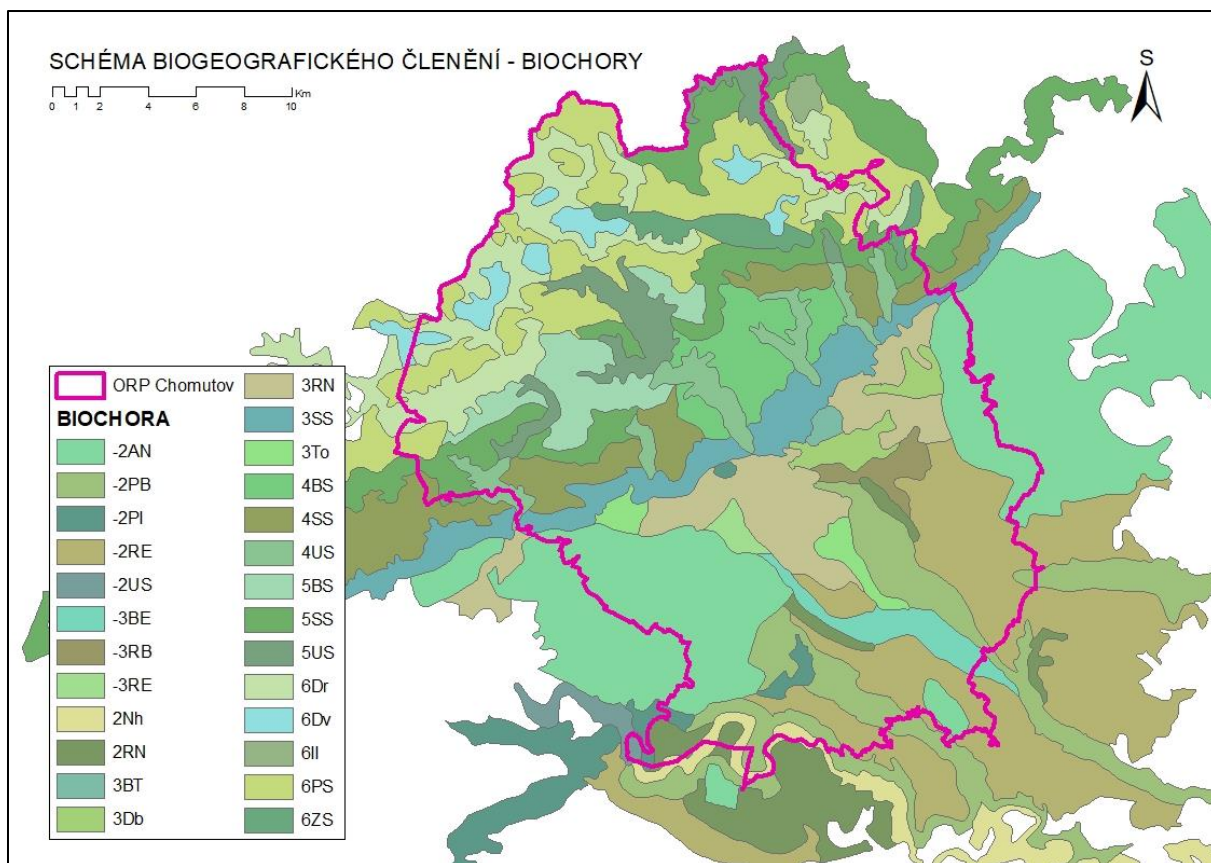 SCHÉMA BIOGEOGRAFICKÉHO ČLENĚNÍ - BIOCHORY
Km
0 1 2 4 6 8 10
S
ORP Chomutov
BIOCHORA
-2AN
-2PB
-2PI
-2RE
-2US
-3BE
-3RB
-3RE
2Nh
2RN
3BT
3Db
3RN
3SS
3To
4BS
4SS
4US
5BS
5SS
5US
6Dr
6Dv
6II
6PS
6ZS